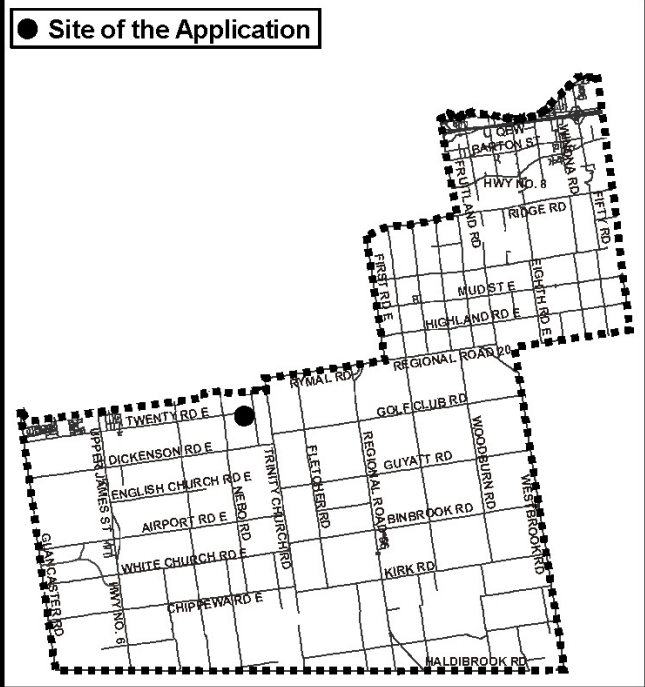 Site of the Application
QEW
BARTON ST
WINONA RD
FRUITLAND RD
HWY NO. 8
FIFTY RD
RIDGE RD
FIRST RD E
MUD ST E
EIGHTH RD E
HIGHLAND RD E
REGIONAL ROAD 20
RYMAL RD
TWENTY RD E
GOLF CLUB RD
UPPER JAMES ST
DICKENSON RD E
TRINITY CHURCH RD
FLETCHER RD
REGIONAL ROAD 56
GUYATT RD
WOODBURN RD
ENGLISH CHURCH RD E
NEBO RD
WESTBROOK RD
AIRPORT RD E
BINBROOK RD
GLANCASTER RD
WHITE CHURCH RD E
KIRK RD
HWY NO. 6
CHIPPEWA RD E
HALDIBROOK RD